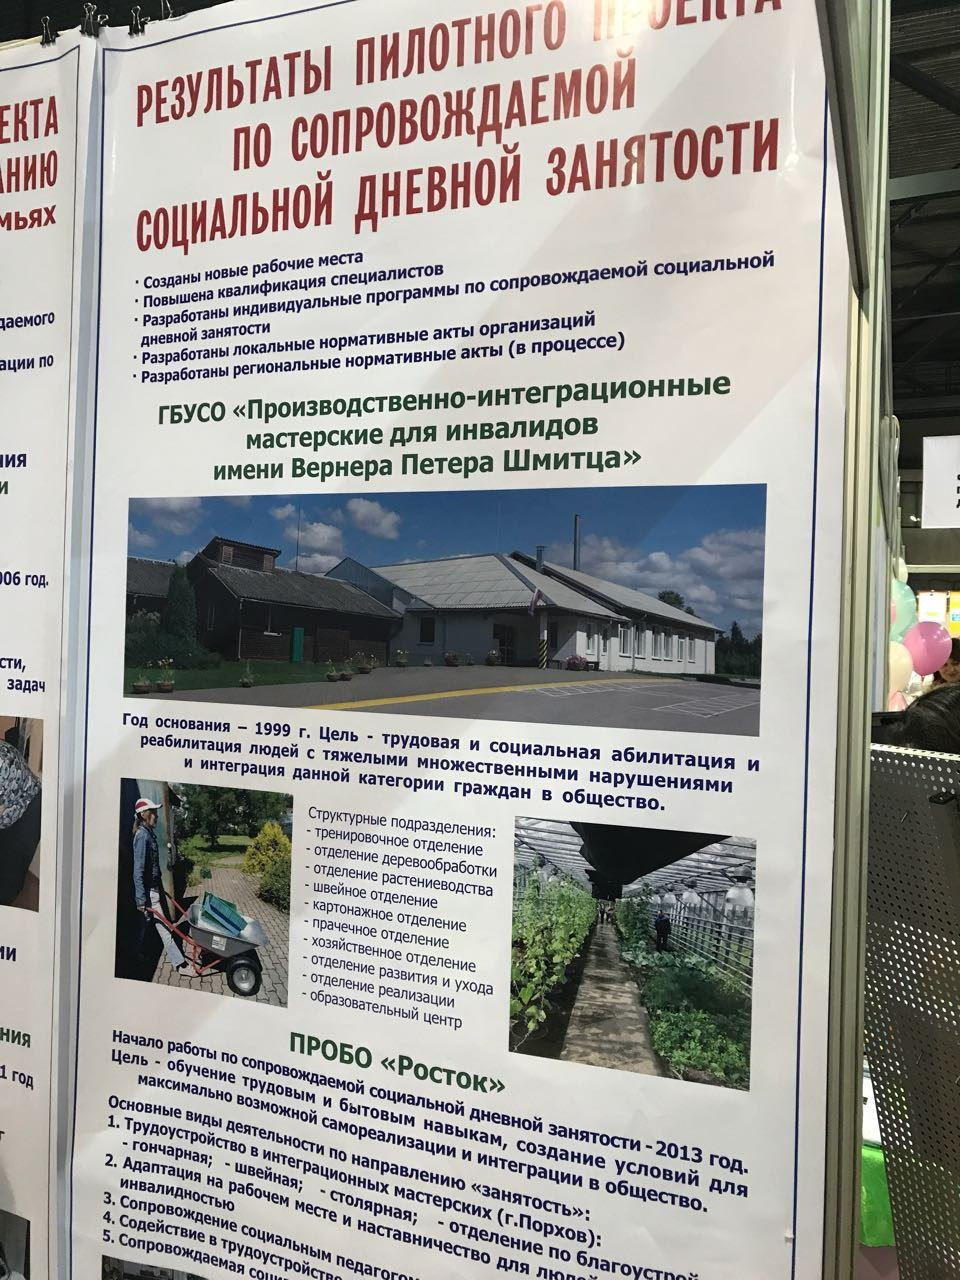 РЕЗУЛЬТАТЫ ПИЛОТНОГО ПРОЕКТА
ПО СОПРОВОЖДАЕМОЙ
СОЦИАЛЬНОЙ ДНЕВНОЙ ЗАНЯТОСТИ
· Созданы новые рабочие места
· Повышена квалификация специалистов
· Разработаны индивидуальные программы по сопровождаемой социальной
дневной занятости
· Разработаны локальные нормативные акты организаций
· Разработаны региональные нормативные акты (в процессе)
ГБУСО «Производственно-интеграционные
мастерские для инвалидов
имени Вернера Петера Шмитца»
Год основания – 1999 г. Цель - трудовая и социальная абилитация и
реабилитация людей с тяжелыми множественными нарушениями
и интеграция данной категории граждан в общество.
Структурные подразделения:
- тренировочное отделение
- отделение деревообработки
- отделение растениеводства
- швейное отделение
- картонажное отделение
- прачечное отделение
- хозяйственное отделение
- отделение развития и ухода
- отделение реализации
- образовательный центр
ПРОБО «Росток»
Начало работы по сопровождаемой социальной дневной занятости - 2013 год.
Цель - обучение трудовым и бытовым навыкам, создание условий для
максимально возможной самореализации и интеграции в общество.
Основные виды деятельности по направлению «занятость»:
1. Трудоустройство в интеграционных мастерских (г.Порхов):
- гончарная; - швейная; - столярная; - отделение по благоустрой
2. Адаптация на рабочем месте и наставничество для людей
инвалидностью
3. Сопровождение социальным педагогом
4. Содействие в трудоустройстве
5. Сопровождаемая соци
ЕКТА
АНИЮ
МЬЯХ
даемого
ации по
ния
и
006 год.
сти,
задач
ии
ния
1 год